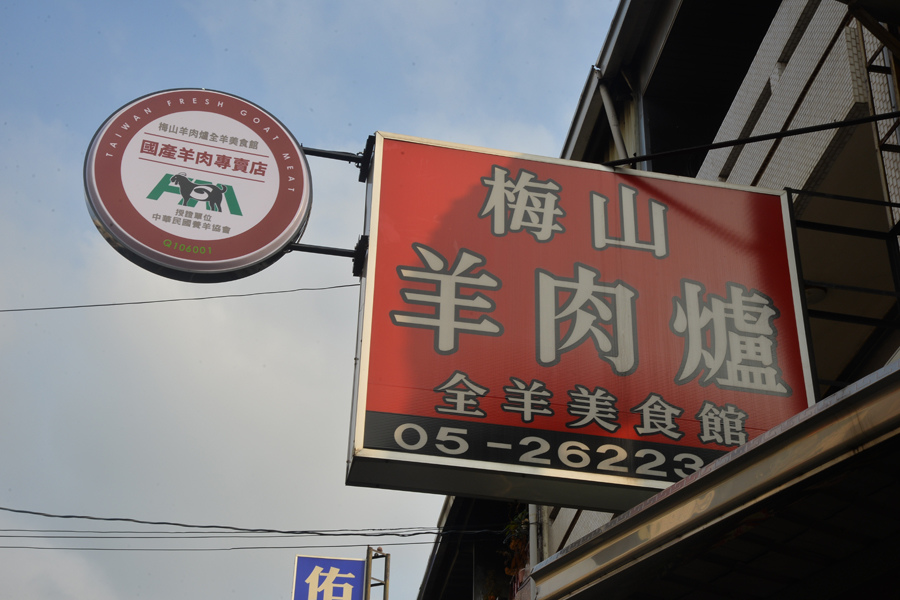 TAIWAN FRESH GOAT MEAT
梅山羊肉爐全羊美食館
國產羊肉專賣店
授證單位
中華民國養羊協會
106001
梅山
羊肉爐
全羊美食館
05-26223
佑